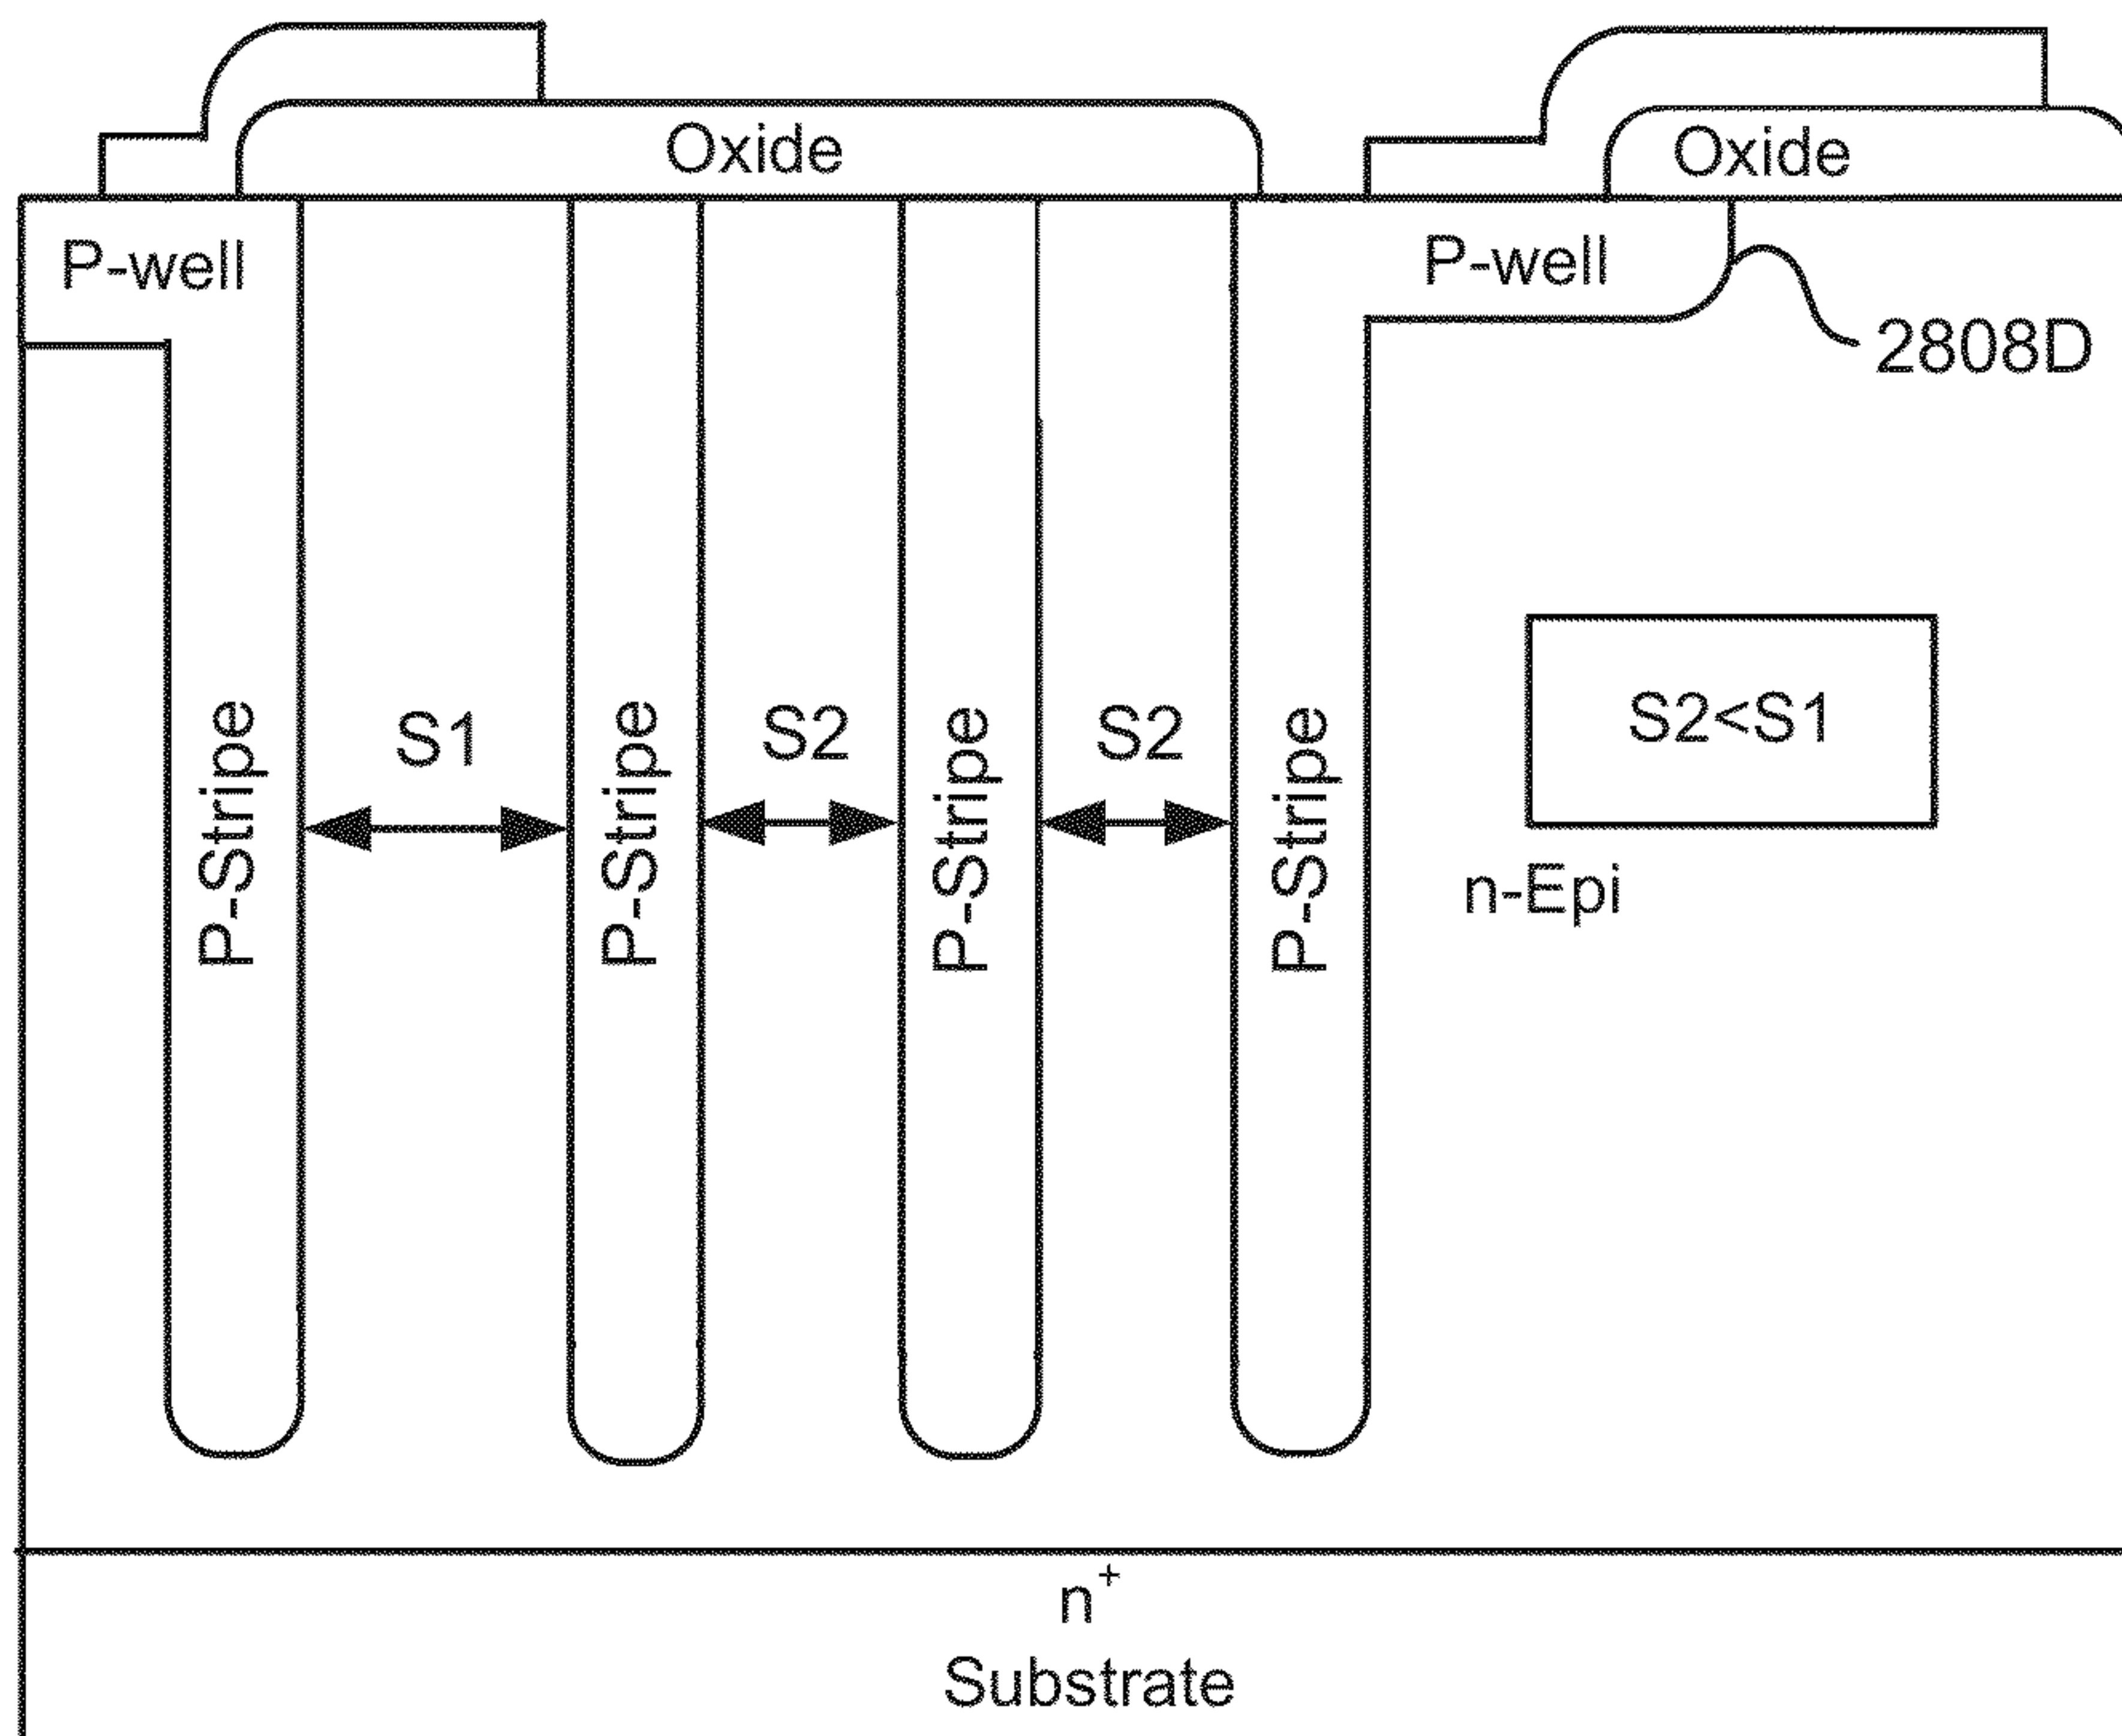 Oxide
Oxide
P-well
P-well
2808D
P-Stripe
S1
P-Stripe
S2
P-Stripe
S2
P-Stripe
S2<S1
n-Epi
n⁺
Substrate